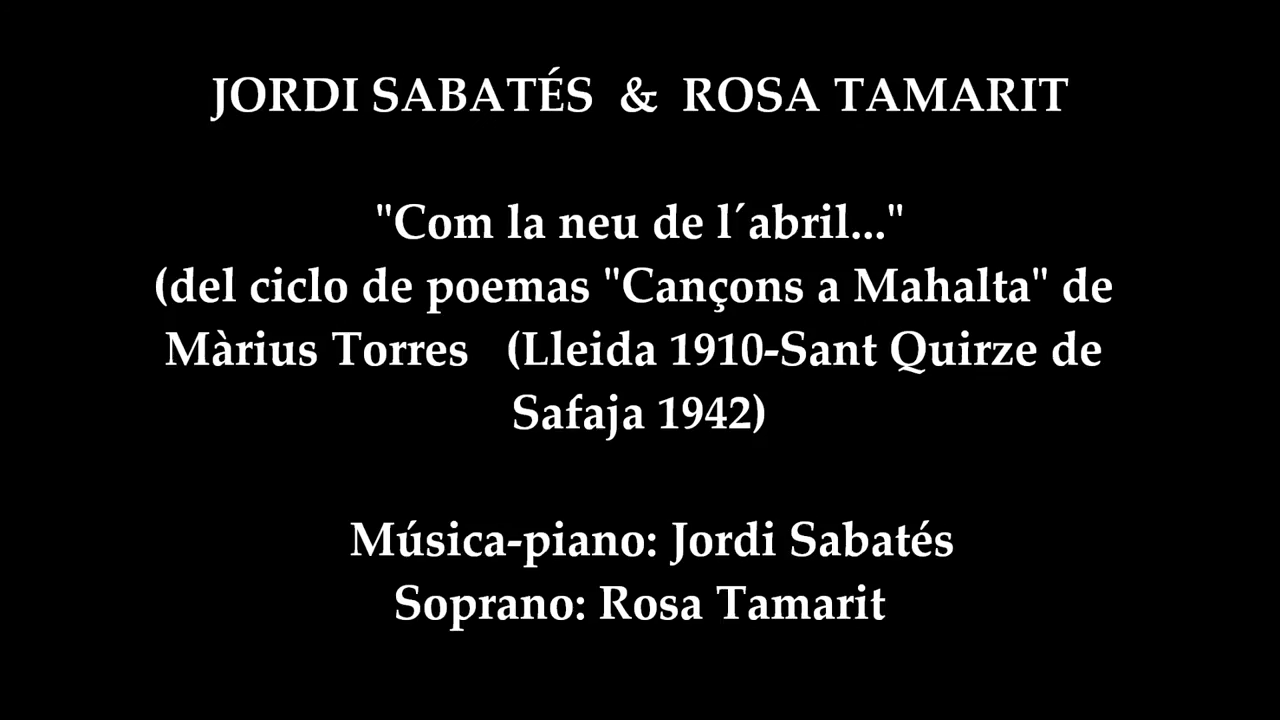 JORDI SABATÉS & ROSA TAMARIT
"Com la neu de l´abril..."
(del ciclo de poemas "Cançons a Mahalta" de
Màrius Torres (Lleida 1910-Sant Quirze de
Safaja 1942)
Música-piano: Jordi Sabatés
Soprano: Rosa Tamarit